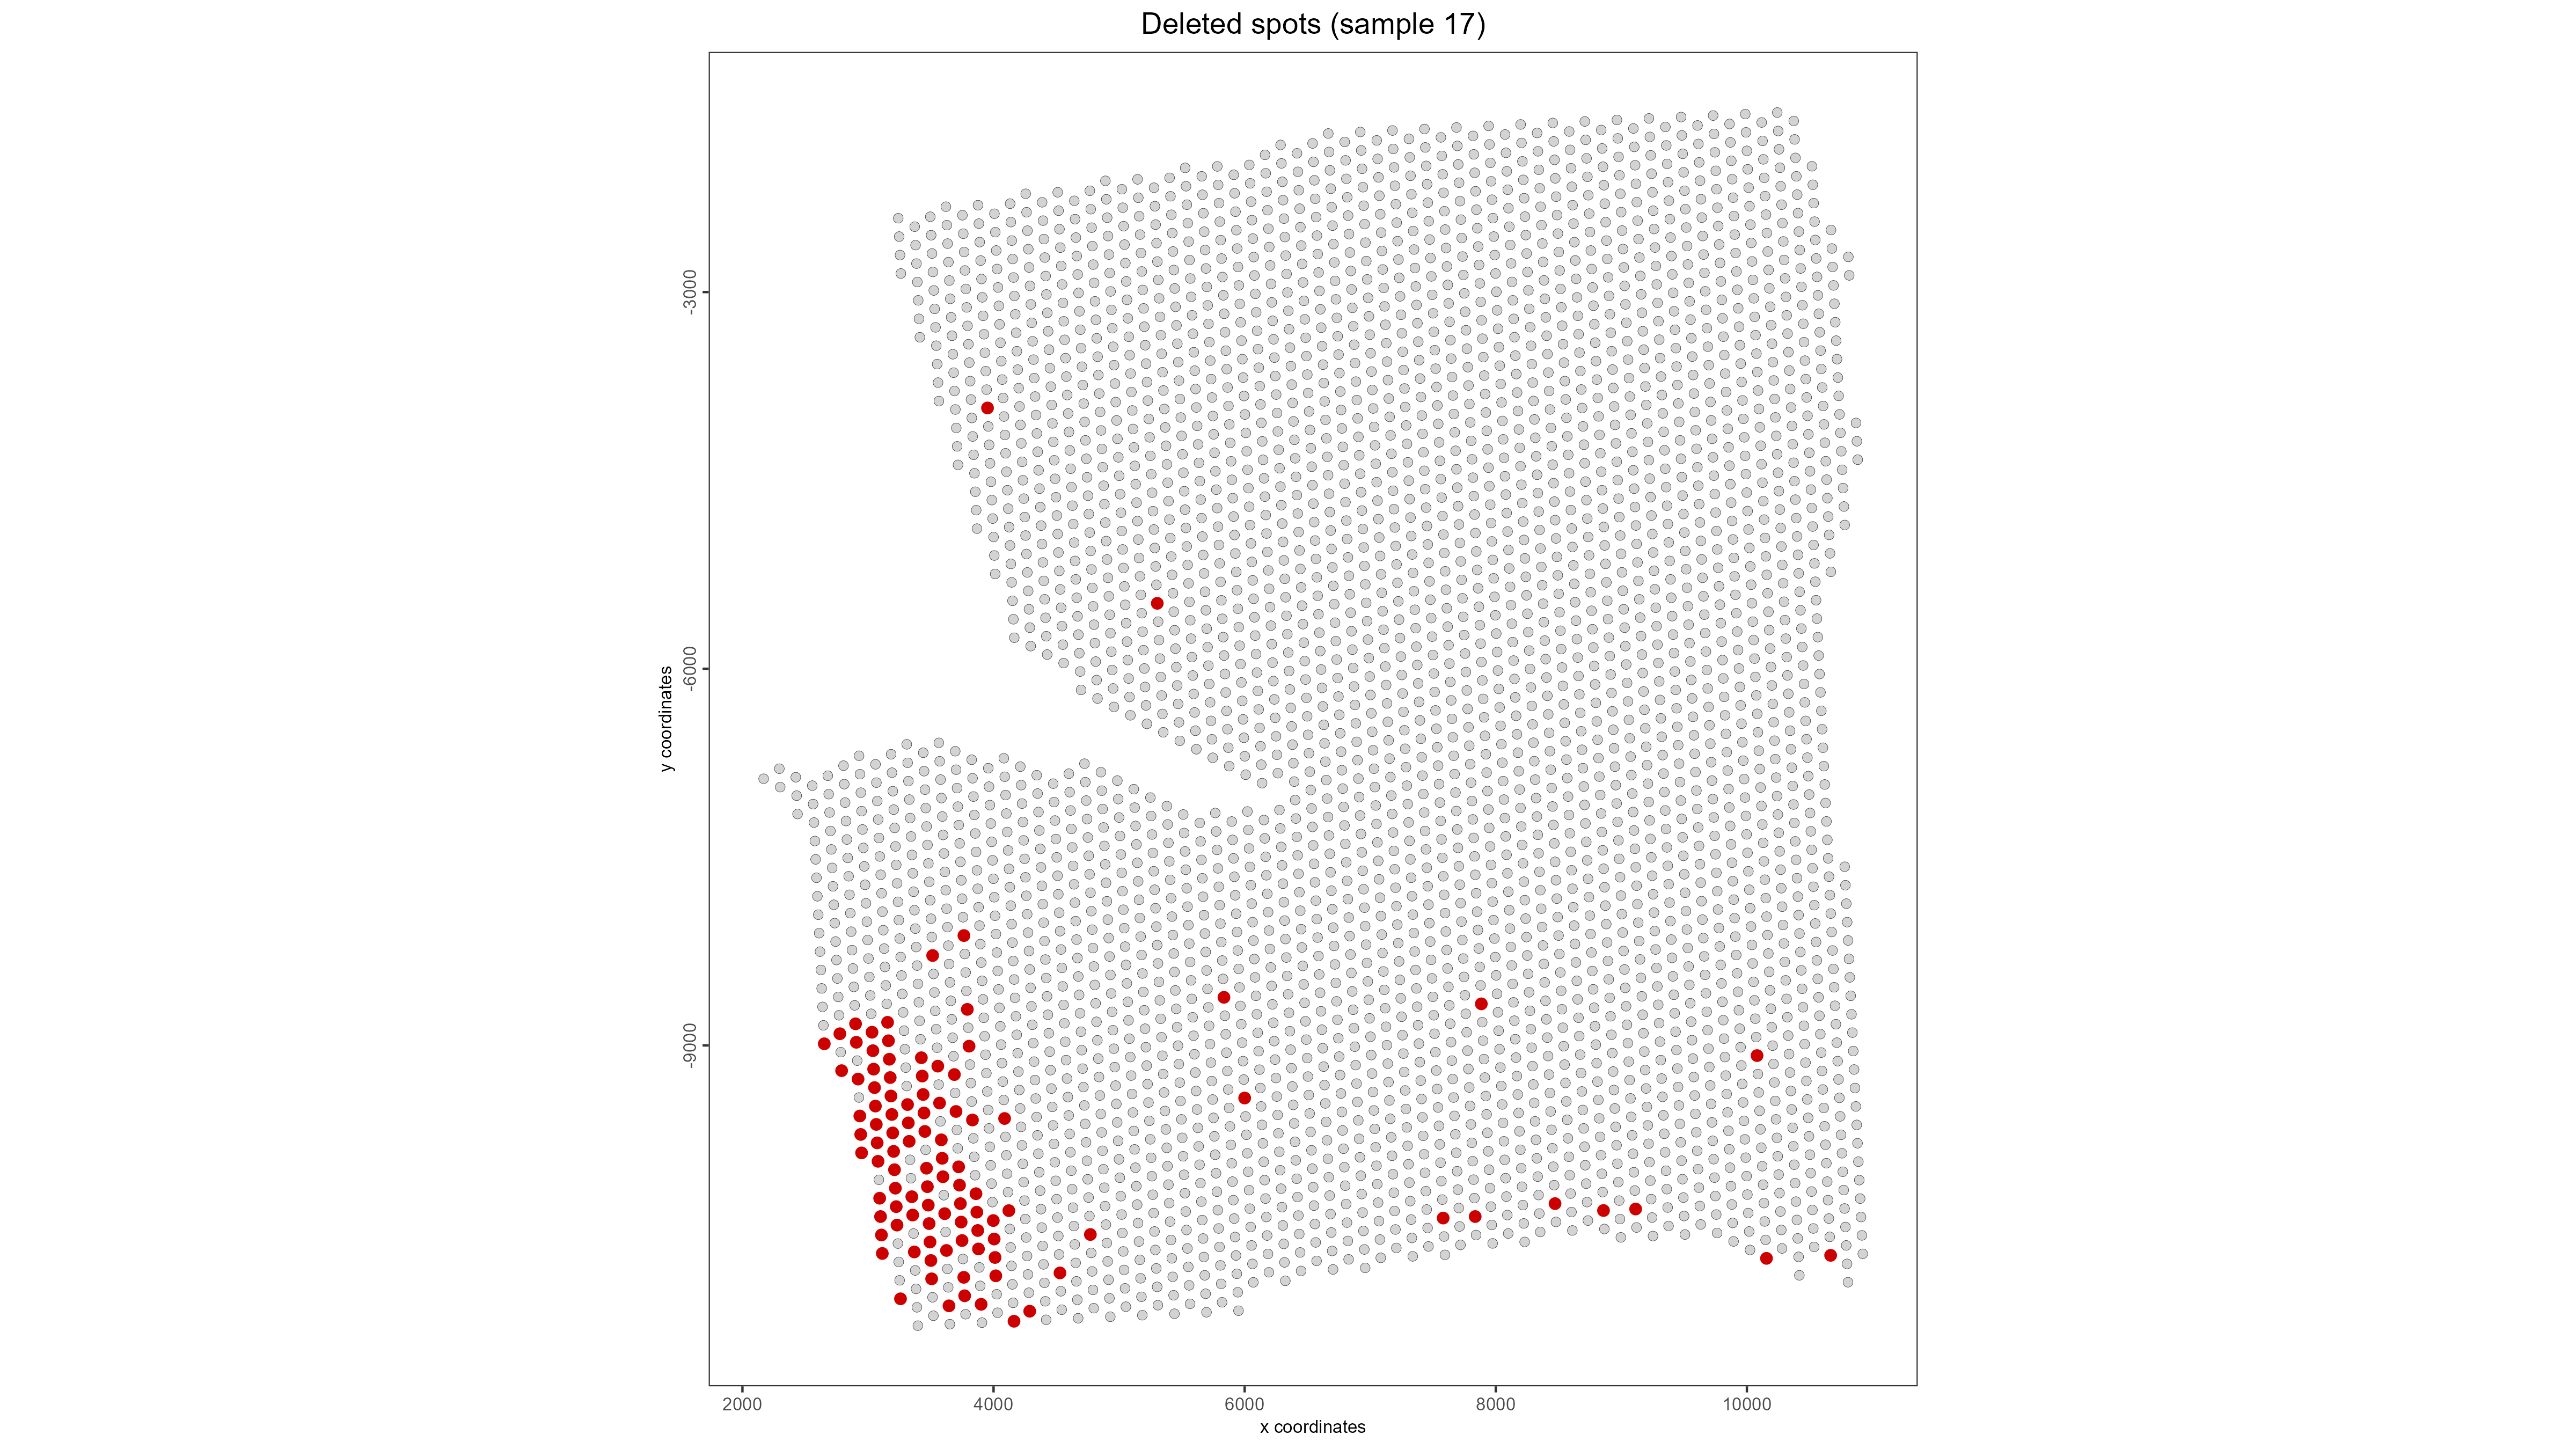 Deleted spots (sample 17)
-3000
-6000
-9000
y coordinates
2000 4000 6000 8000 10000
x coordinates